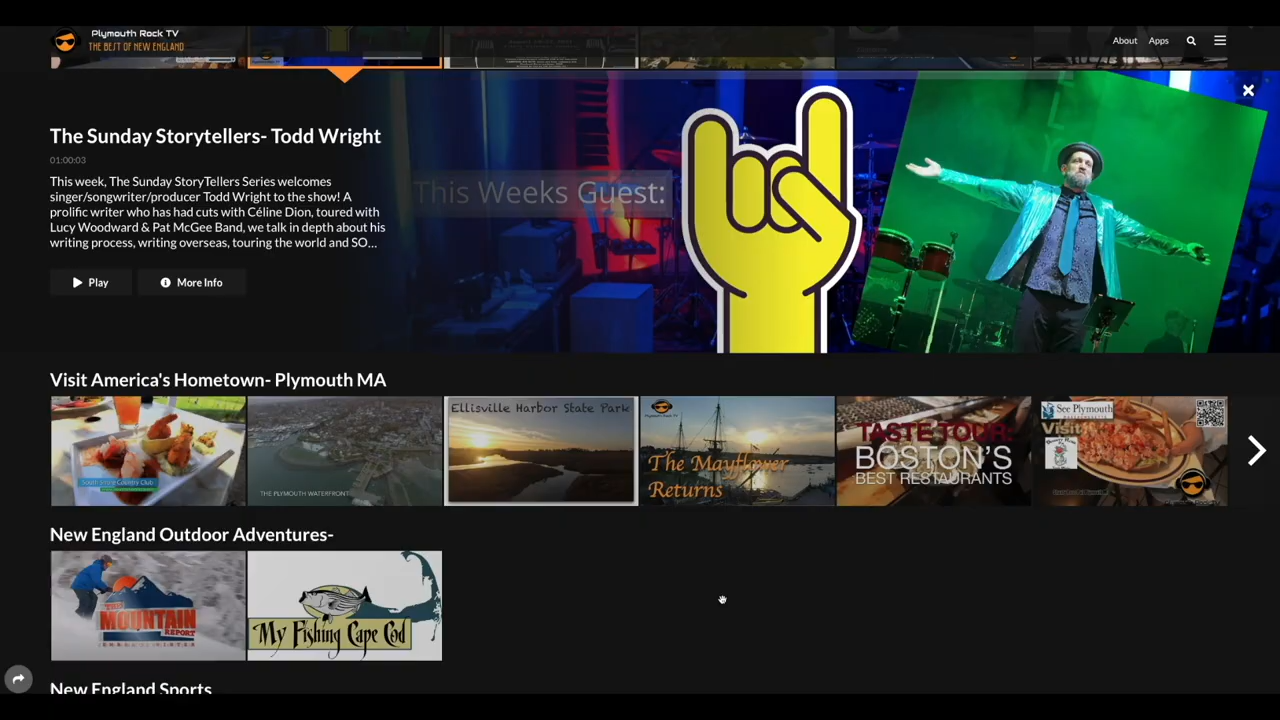 Plymouth Rock TV
THE BEST OF NEW ENGLAND
About
Apps
The Sunday Storytellers- Todd Wright
01:00:03
This week, The Sunday StoryTellers Series welcomes
singer/songwriter/producer Todd Wright to the show! A
prolific writer who has had cuts with Céline Dion, toured with
Lucy Woodward & Pat McGee Band, we talk in depth about his
writing process, writing overseas, touring the world and SO...
Play
More Info
This Weeks Guest:
Visit America's Hometown- Plymouth MA
South Shore Country Club
THE PLYMOUTH WATERFRONT
Ellisville Harbor State Park
Plymouth Rock TV
The Mayflower
Returns
TASTE TOUR:
BOSTON'S
BEST RESTAURANTS
See Plymouth
Visit
New England Outdoor Adventures-
THE
MOUNTAIN
REPORT
My Fishing Cape Cod
New England Sports